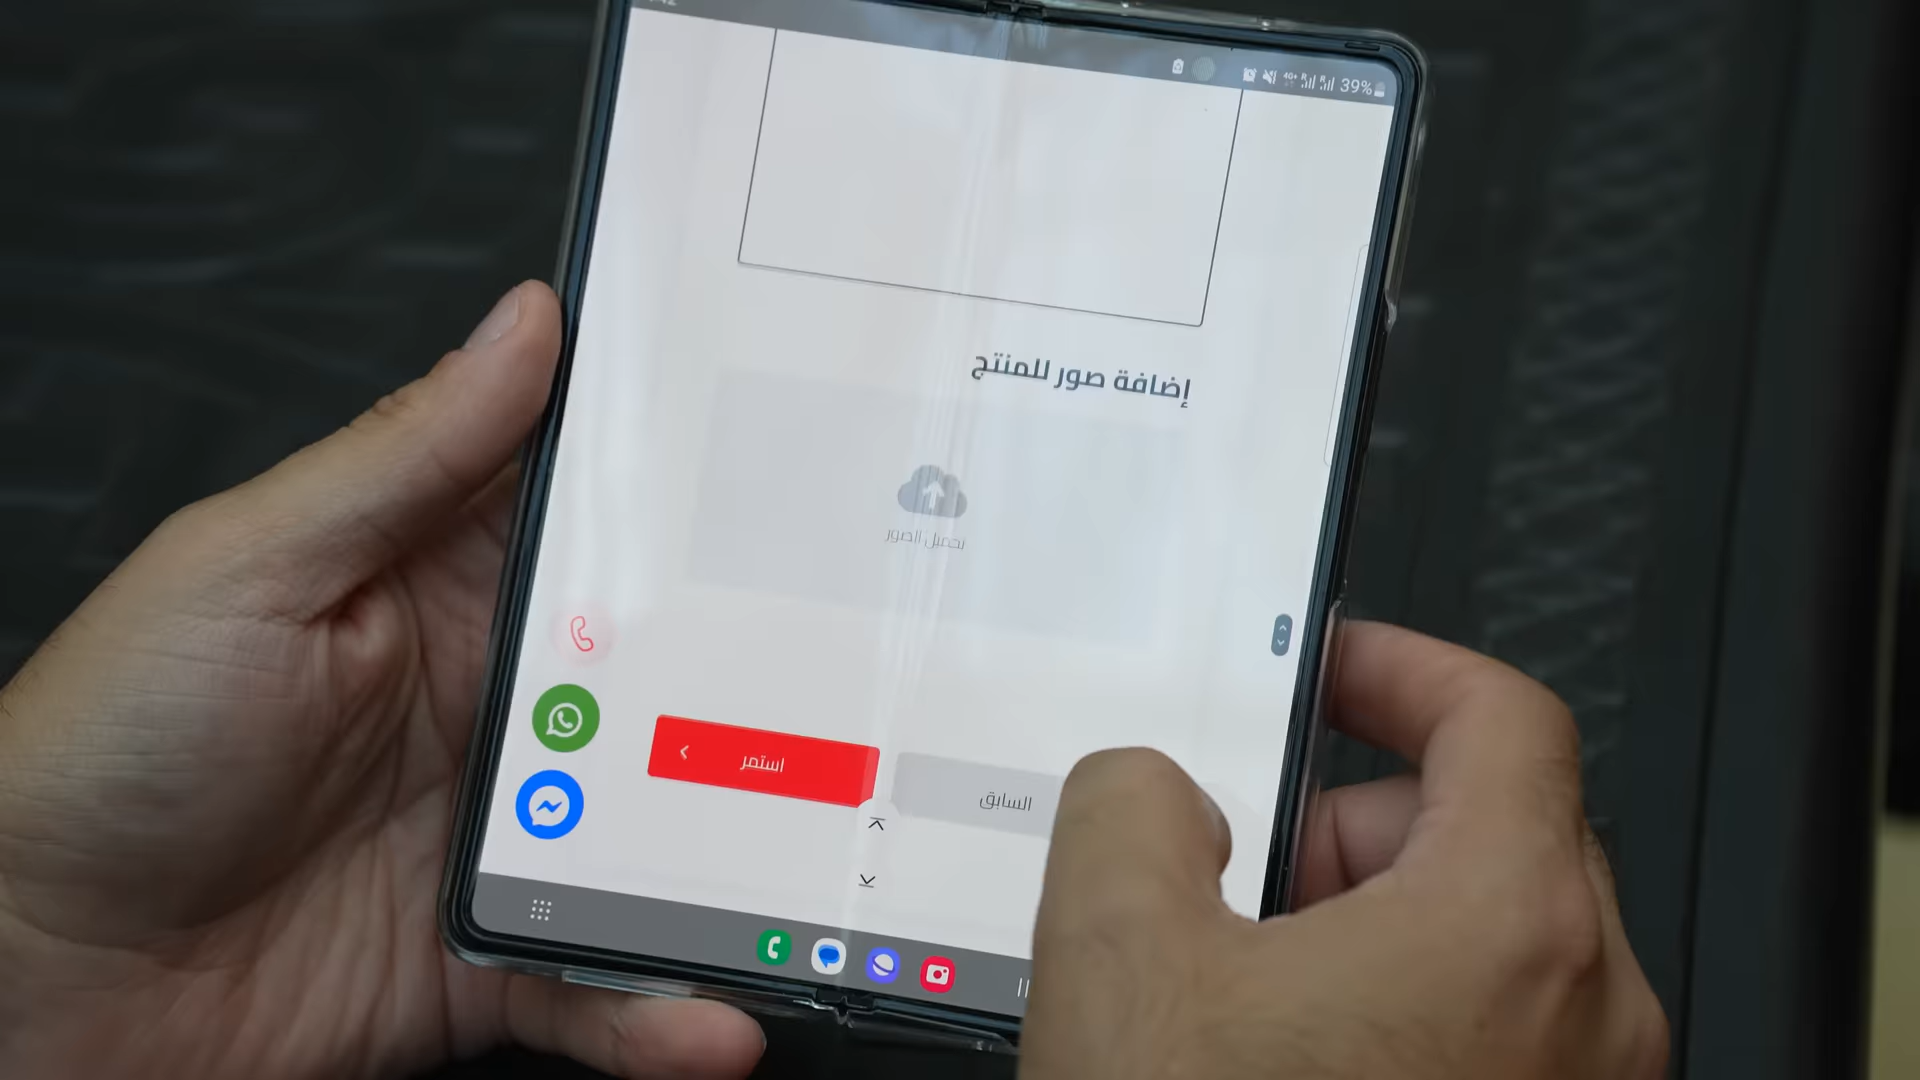 39%
إضافة صور للمنتج
تحميل الصور
استمر
السابق